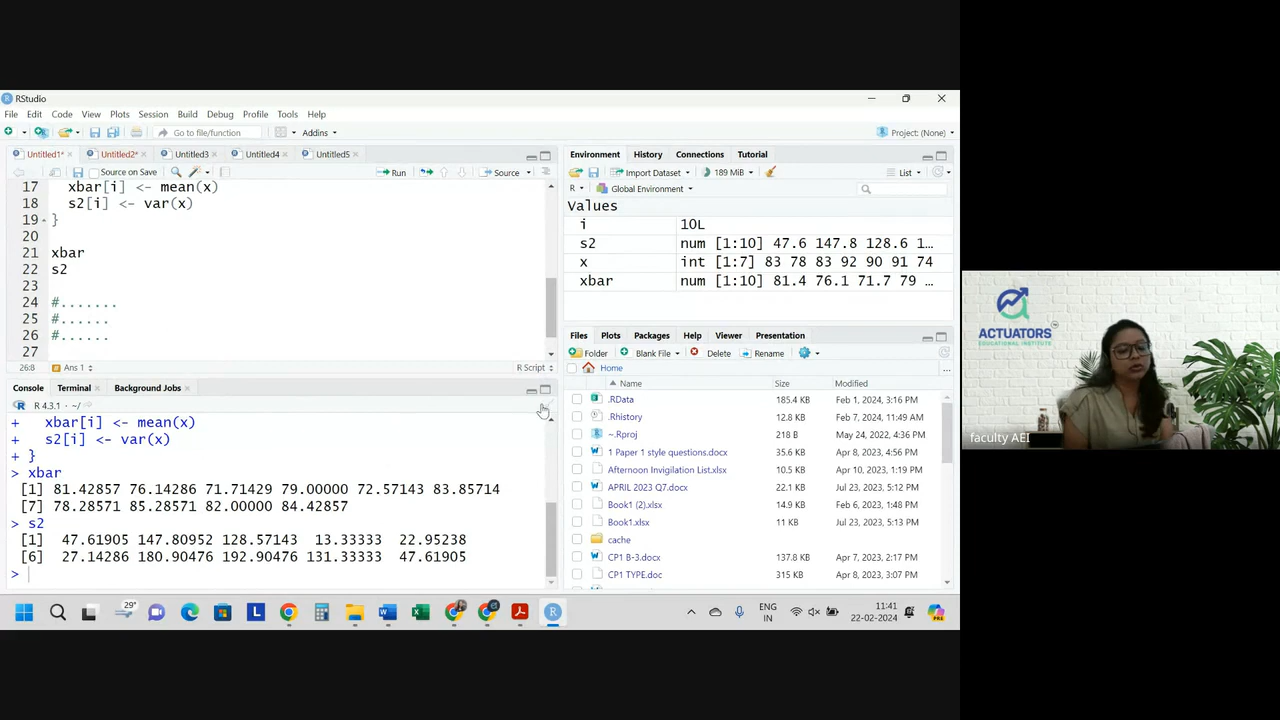 RStudio
File Edit Code View Plots Session Build Debug Profile Tools Help
Go to file/function Addins Project: (None)
Untitled1* Untitled2* Untitled3 Untitled4 Untitled5
Source on Save Run Source
17 xbar[i] <- mean(x)
18 s2[i] <- var(x)
19 }
20
21 xbar
22 s2
23
24 #.......
25 #......
26 #......
27
26:8 Ans 1 R Script
Console Terminal Background Jobs
R 4.3.1 · ~/
+ xbar[i] <- mean(x)
+ s2[i] <- var(x)
+ }
> xbar
[1] 81.42857 76.14286 71.71429 79.00000 72.57143 83.85714
[7] 78.28571 85.28571 82.00000 84.42857
> s2
[1] 47.61905 147.80952 128.57143 13.33333 22.95238
[6] 27.14286 180.90476 192.90476 131.33333 47.61905
>
Environment History Connections Tutorial
Import Dataset 189 MiB List
R Global Environment
Values
i 10L
s2 num [1:10] 47.6 147.8 128.6 1…
x int [1:7] 83 78 83 92 90 91 74
xbar num [1:10] 81.4 76.1 71.7 79 …
Files Plots Packages Help Viewer Presentation
Folder Blank File Delete Rename
Home
Name Size Modified
.RData 185.4 KB Feb 1, 2024, 3:16 PM
.Rhistory 12.8 KB Feb 7, 2024, 11:49 AM
~.Rproj 218 B May 24, 2022, 4:36 PM
1 Paper 1 style questions.docx 35.6 KB Apr 8, 2023, 4:56 PM
Afternoon Invigilation List.xlsx 10.5 KB Apr 10, 2023, 1:19 PM
APRIL 2023 Q7.docx 22.1 KB Jul 23, 2023, 5:12 PM
Book1 (2).xlsx 14.9 KB Feb 6, 2023, 1:48 PM
Book1.xlsx 11 KB Jul 23, 2023, 5:13 PM
cache
CP1 B-3.docx 137.8 KB Apr 7, 2023, 2:17 PM
CP1 TYPE.doc 315 KB Apr 8, 2023, 3:07 PM
29°
ENG
IN
11:41
22-02-2024
ACTUATORS
EDUCATIONAL INSTITUTE
faculty AEI